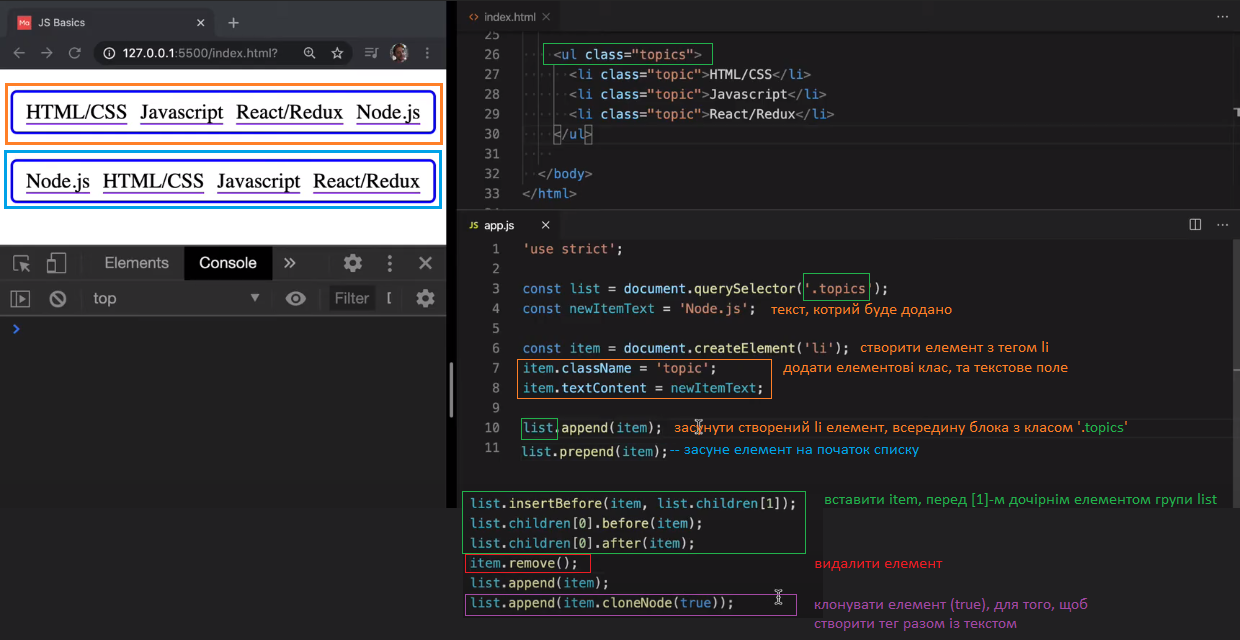 JS Basics
127.0.0.1:5500/index.html?
HTML/CSS Javascript React/Redux Node.js
Node.js HTML/CSS Javascript React/Redux
Elements Console »
top Filter
index.html
25
26 <ul class="topics">
27 <li class="topic">HTML/CSS</li>
28 <li class="topic">Javascript</li>
29 <li class="topic">React/Redux</li>
30 </ul>
31
32 </body>
33 </html>
JS app.js
1 'use strict';
2
3 const list = document.querySelector('.topics');
4 const newItemText = 'Node.js'; текст, котрий буде додано
5
6 const item = document.createElement('li'); створити елемент з тегом li
7 item.className = 'topic'; додати елементові клас, та текстове поле
8 item.textContent = newItemText;
9
10 list.append(item); засунути створений li елемент, всередину блока з класом '.topics'
11 list.prepend(item); -- засуне елемент на початок списку
list.insertBefore(item, list.children[1]); вставити item, перед [1]-м дочірнім елементом групи list
list.children[0].before(item);
list.children[0].after(item);
item.remove(); видалити елемент
list.append(item);
list.append(item.cloneNode(true)); клонувати елемент (true), для того, щоб
створити тег разом із текстом